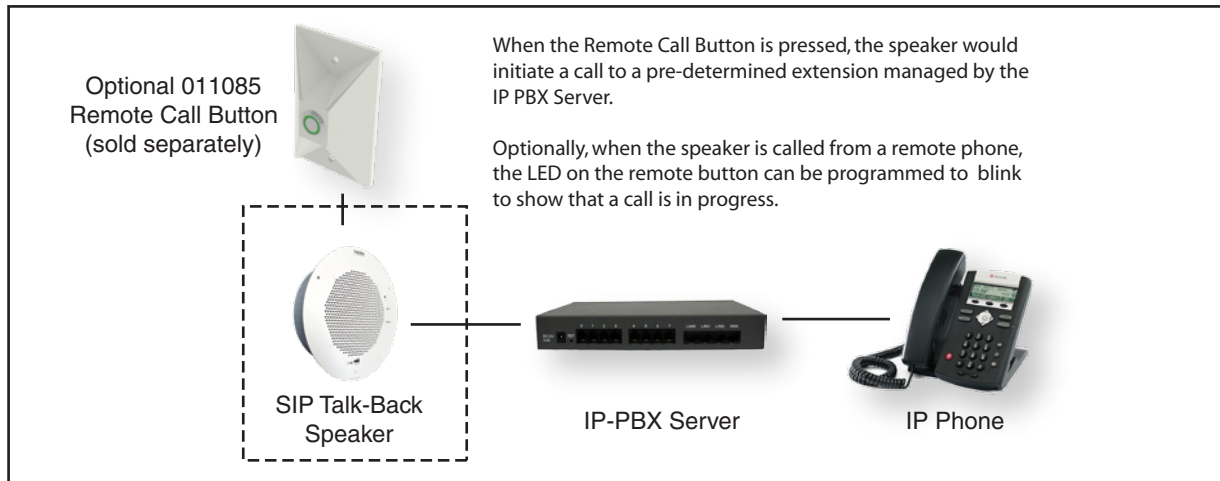 Optional 011085
Remote Call Button
(sold separately)
When the Remote Call Button is pressed, the speaker would
initiate a call to a pre-determined extension managed by the
IP PBX Server.
Optionally, when the speaker is called from a remote phone,
the LED on the remote button can be programmed to blink
to show that a call is in progress.
SIP Talk-Back
Speaker
IP-PBX Server
IP Phone